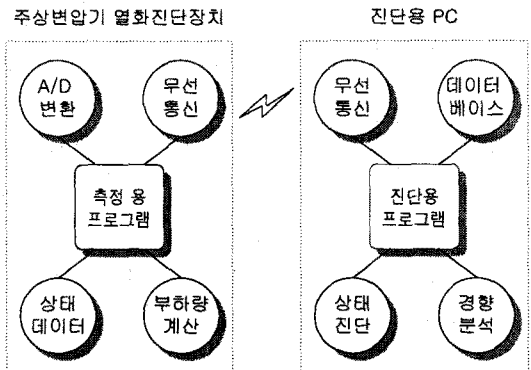 주상변압기 열화진단장치
진단용 PC
A/D
변환
무선
통신
측정 용
프로그램
상태
데이터
부하량
계산
무선
통신
데이터
베이스
진단용
프로그램
상태
진단
경향
분석